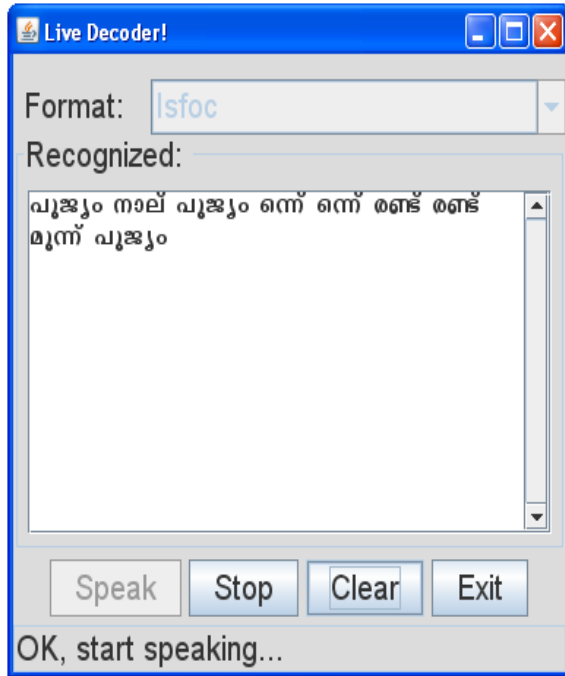 Live Decoder!
Format:
Isfoc
Recognized:
പൂജ്യം നാല് പൂജ്യം ഒന്ന് ഒന്ന് രണ്ട് രണ്ട്
മൂന്ന് പൂജ്യം
Speak Stop Clear Exit
OK, start speaking...